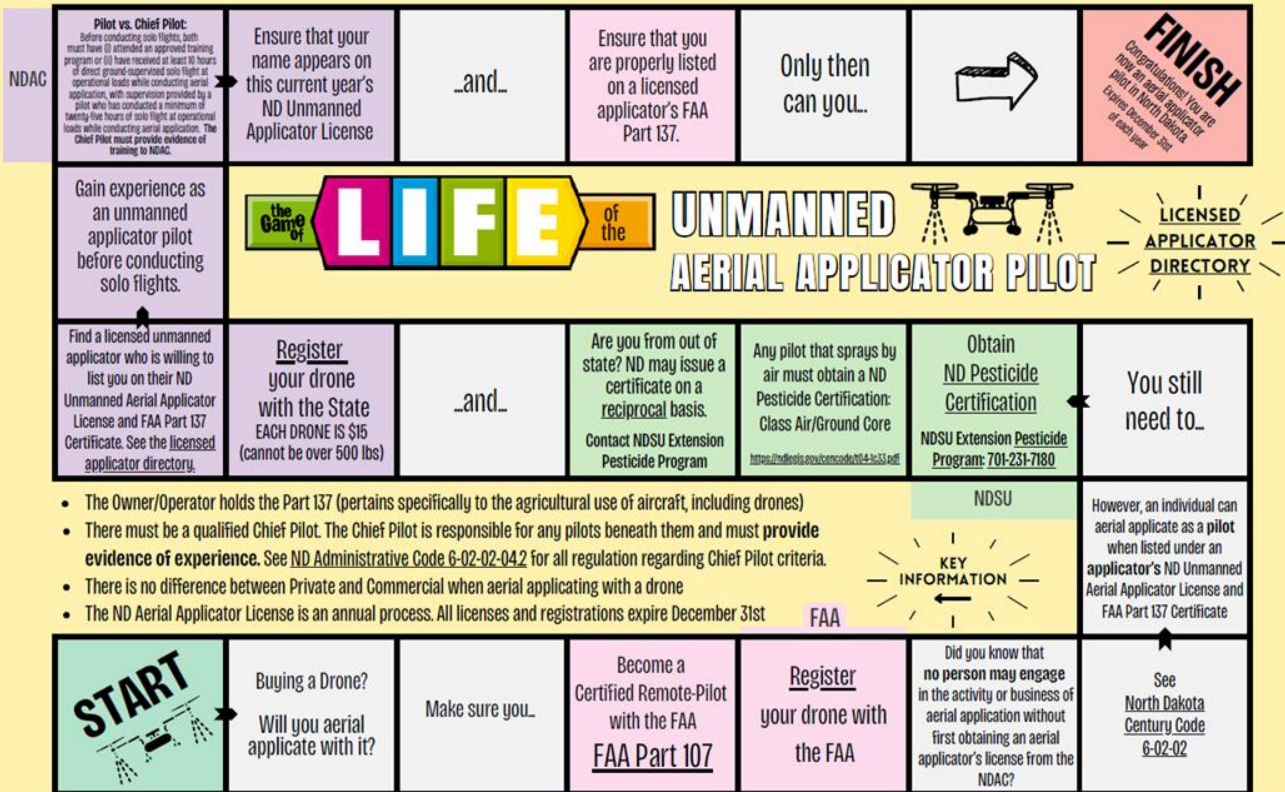 NDAC
Pilot vs. Chief Pilot:
Before conducting solo flights, both
must have (i) attended an approved training
program or (ii) have received at least 10 hours
of direct ground-supervised solo flight at
operational loads while conducting aerial
application, with supervision provided by a
pilot who has conducted a minimum of
twenty-five hours of solo flight at operational
loads while conducting aerial application. The
Chief Pilot must provide evidence of
training to NDAC.
Ensure that your
name appears on
this current year's
ND Unmanned
Applicator License
...and...
Ensure that you
are properly listed
on a licensed
applicator's FAA
Part 137.
Only then
can you...
FINISH
Congratulations! You are
now an aerial applicator
pilot in North Dakota
Expires December 31st
of each year
Gain experience as
an unmanned
applicator pilot
before conducting
solo flights.
the Game of
LIFE
of the
UNMANNED
AERIAL APPLICATOR PILOT
LICENSED
APPLICATOR
DIRECTORY
Find a licensed unmanned
applicator who is willing to
list you on their ND
Unmanned Aerial Applicator
License and FAA Part 137
Certificate. See the licensed
applicator directory.
Register
your drone
with the State
EACH DRONE IS $15
(cannot be over 500 lbs)
...and...
Are you from out of
state? ND may issue a
certificate on a
reciprocal basis.
Contact NDSU Extension
Pesticide Program
Any pilot that sprays by
air must obtain a ND
Pesticide Certification:
Class Air/Ground Core
https://ndlegis.gov/cencode/t04-1c33.pdf
Obtain
ND Pesticide
Certification
NDSU Extension Pesticide
Program: 701-231-7180
You still
need to...
• The Owner/Operator holds the Part 137 (pertains specifically to the agricultural use of aircraft, including drones)
• There must be a qualified Chief Pilot. The Chief Pilot is responsible for any pilots beneath them and must provide
evidence of experience. See ND Administrative Code 6-02-02-04.2 for all regulation regarding Chief Pilot criteria.
• There is no difference between Private and Commercial when aerial applicating with a drone
• The ND Aerial Applicator License is an annual process. All licenses and registrations expire December 31st
NDSU
KEY
INFORMATION
FAA
However, an individual can
aerial applicate as a pilot
when listed under an
applicator's ND Unmanned
Aerial Applicator License and
FAA Part 137 Certificate
START
Buying a Drone?
Will you aerial
applicate with it?
Make sure you...
Become a
Certified Remote-Pilot
with the FAA
FAA Part 107
Register
your drone with
the FAA
Did you know that
no person may engage
in the activity or business of
aerial application without
first obtaining an aerial
applicator's license from the
NDAC?
See
North Dakota
Century Code
6-02-02